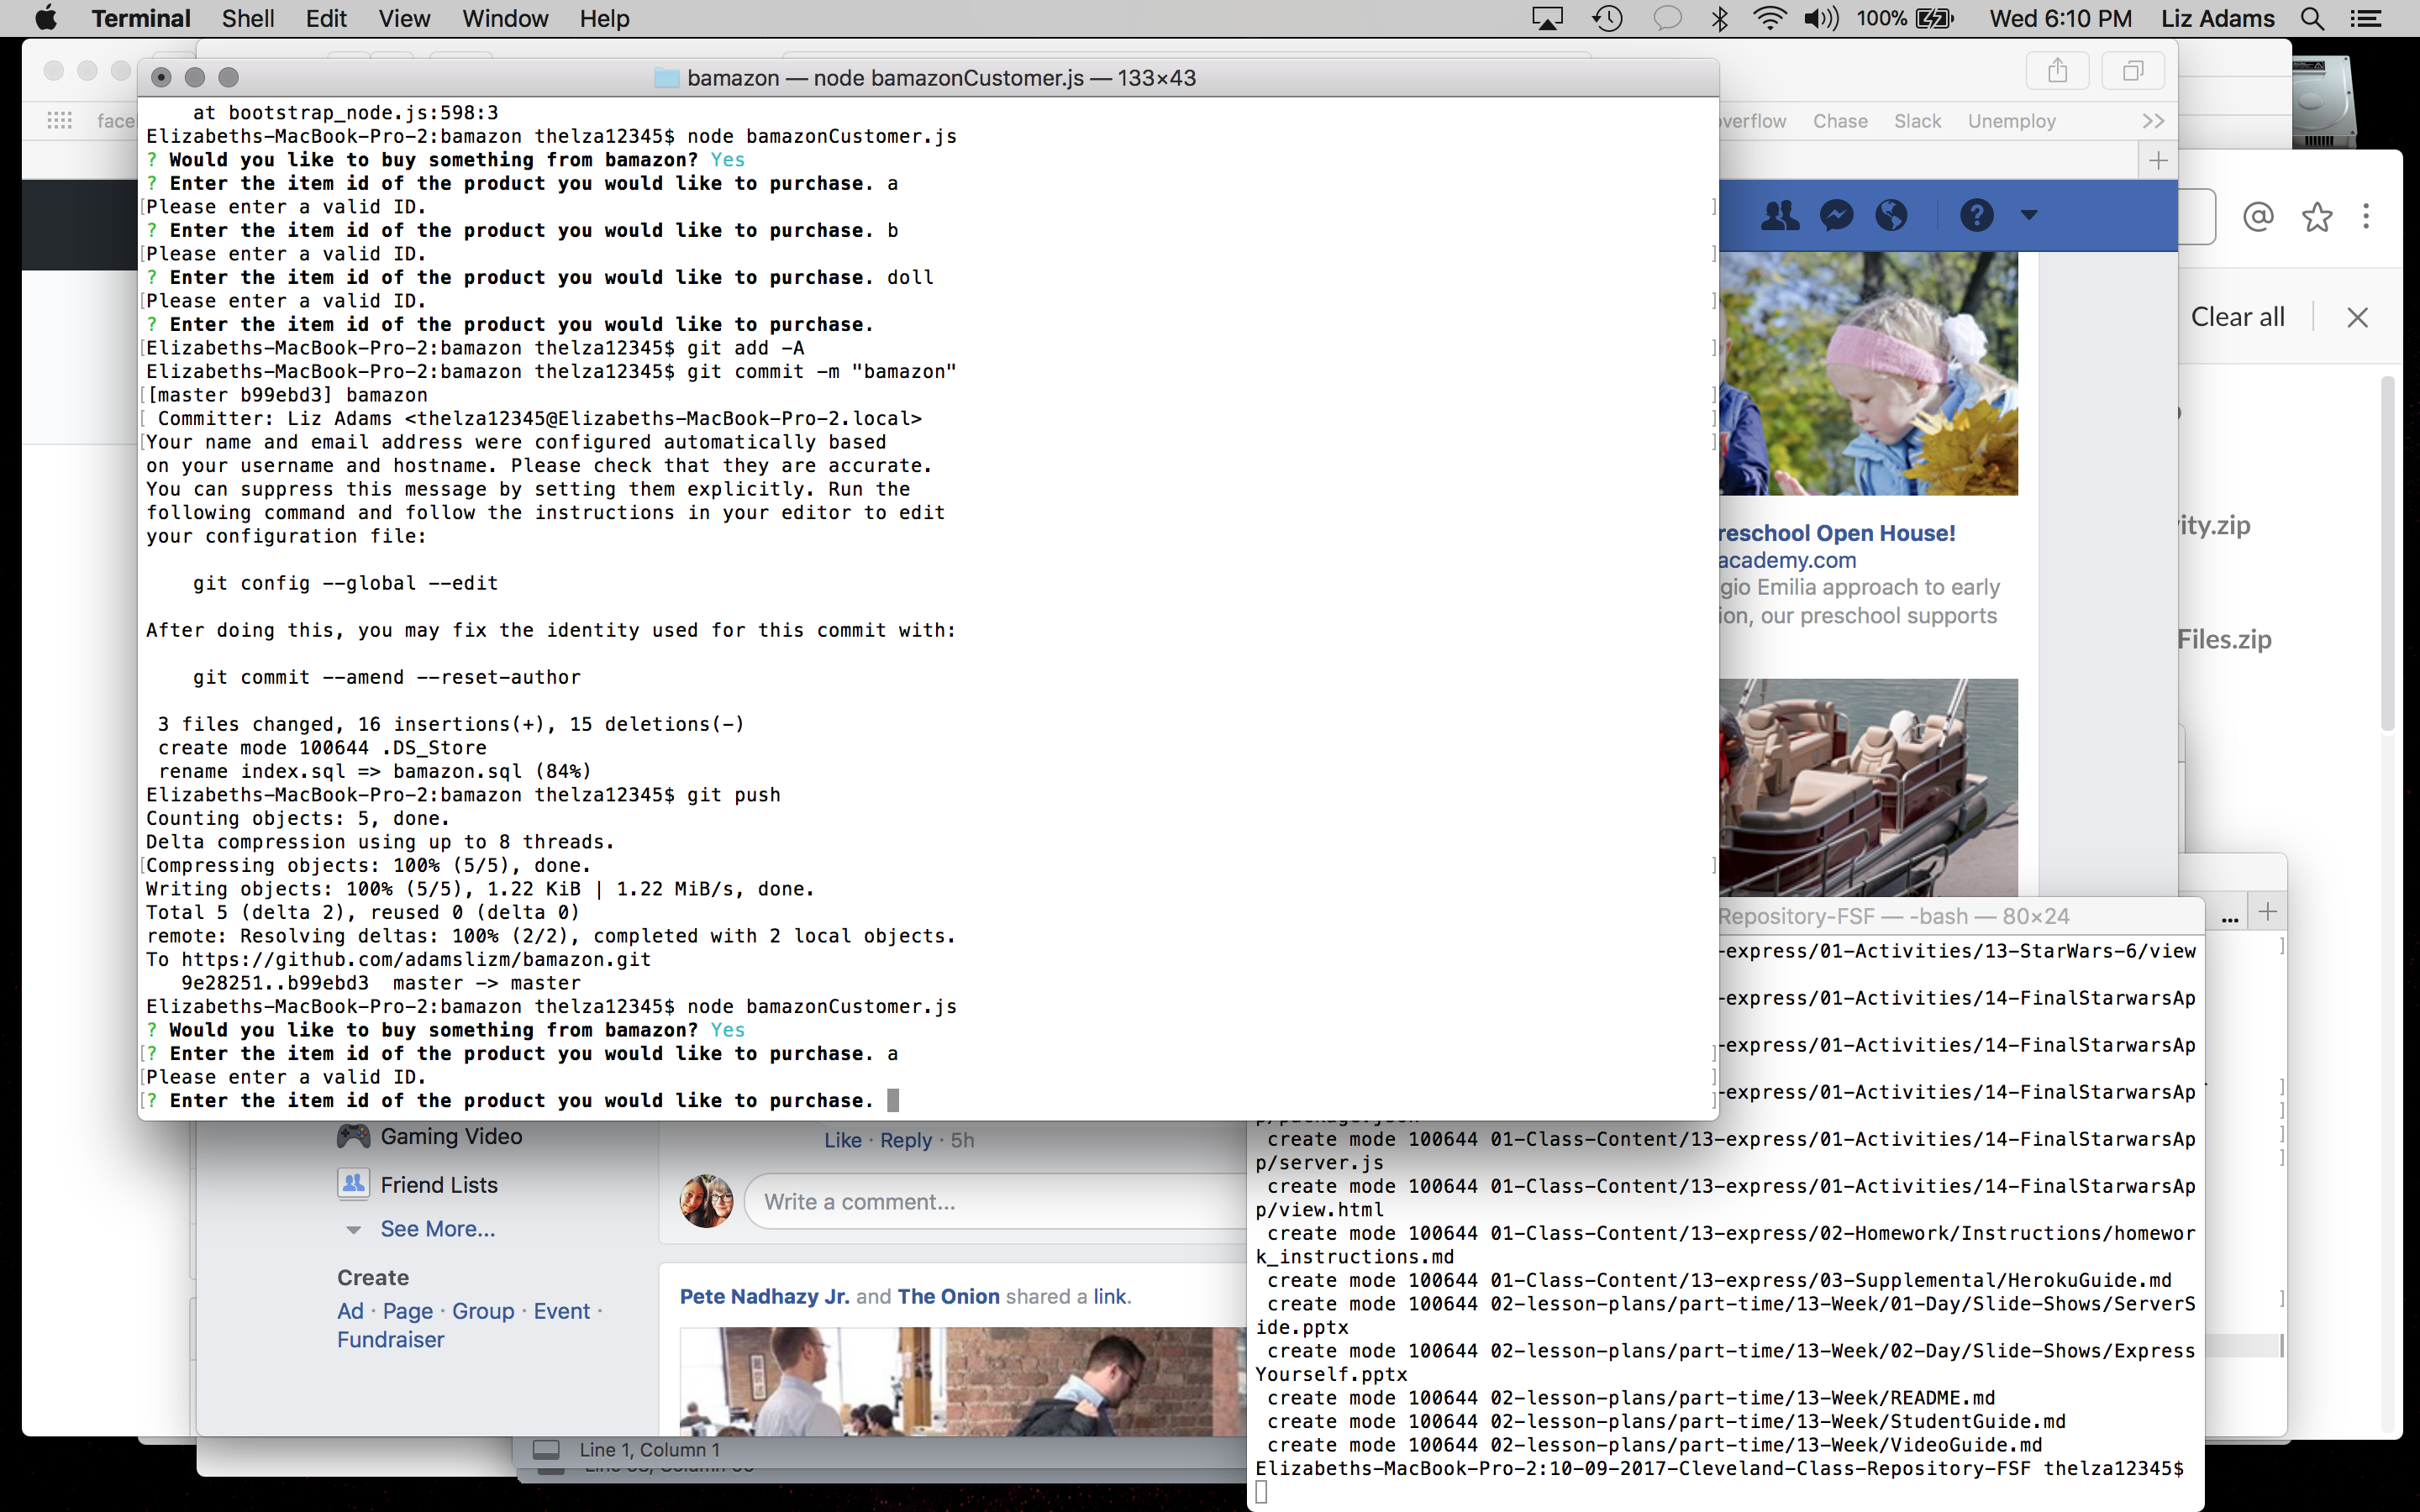 Terminal Shell Edit View Window Help 100% Wed 6:10 PM Liz Adams
bamazon — node bamazonCustomer.js — 133×43
at bootstrap_node.js:598:3
Elizabeths-MacBook-Pro-2:bamazon thelza12345$ node bamazonCustomer.js
? Would you like to buy something from bamazon? Yes
? Enter the item id of the product you would like to purchase. a
[Please enter a valid ID. ]
? Enter the item id of the product you would like to purchase. b
[Please enter a valid ID. ]
? Enter the item id of the product you would like to purchase. doll
[Please enter a valid ID. ]
? Enter the item id of the product you would like to purchase.
[Elizabeths-MacBook-Pro-2:bamazon thelza12345$ git add -A ]
Elizabeths-MacBook-Pro-2:bamazon thelza12345$ git commit -m "bamazon"
[[master b99ebd3] bamazon ]
[ Committer: Liz Adams <thelza12345@Elizabeths-MacBook-Pro-2.local> ]
[Your name and email address were configured automatically based ]
on your username and hostname. Please check that they are accurate.
You can suppress this message by setting them explicitly. Run the
following command and follow the instructions in your editor to edit
your configuration file:
git config --global --edit
After doing this, you may fix the identity used for this commit with:
git commit --amend --reset-author
3 files changed, 16 insertions(+), 15 deletions(-)
create mode 100644 .DS_Store
rename index.sql => bamazon.sql (84%)
Elizabeths-MacBook-Pro-2:bamazon thelza12345$ git push
Counting objects: 5, done.
Delta compression using up to 8 threads.
[Compressing objects: 100% (5/5), done. ]
Writing objects: 100% (5/5), 1.22 KiB | 1.22 MiB/s, done.
Total 5 (delta 2), reused 0 (delta 0)
remote: Resolving deltas: 100% (2/2), completed with 2 local objects.
To https://github.com/adamslizm/bamazon.git
9e28251..b99ebd3 master -> master
Elizabeths-MacBook-Pro-2:bamazon thelza12345$ node bamazonCustomer.js
? Would you like to buy something from bamazon? Yes
[? Enter the item id of the product you would like to purchase. a ]
[Please enter a valid ID. ]
[? Enter the item id of the product you would like to purchase. ]
face
verflow Chase Slack Unemploy >>
Clear all
reschool Open House!
academy.com
gio Emilia approach to early
ion, our preschool supports
ity.zip
Files.zip
Repository-FSF — -bash — 80×24
-express/01-Activities/13-StarWars-6/view
-express/01-Activities/14-FinalStarwarsAp
-express/01-Activities/14-FinalStarwarsAp
-express/01-Activities/14-FinalStarwarsAp
p/package.json
create mode 100644 01-Class-Content/13-express/01-Activities/14-FinalStarwarsAp
p/server.js
create mode 100644 01-Class-Content/13-express/01-Activities/14-FinalStarwarsAp
p/view.html
create mode 100644 01-Class-Content/13-express/02-Homework/Instructions/homewor
k_instructions.md
create mode 100644 01-Class-Content/13-express/03-Supplemental/HerokuGuide.md
create mode 100644 02-lesson-plans/part-time/13-Week/01-Day/Slide-Shows/ServerS
ide.pptx
create mode 100644 02-lesson-plans/part-time/13-Week/02-Day/Slide-Shows/Express
Yourself.pptx
create mode 100644 02-lesson-plans/part-time/13-Week/README.md
create mode 100644 02-lesson-plans/part-time/13-Week/StudentGuide.md
create mode 100644 02-lesson-plans/part-time/13-Week/VideoGuide.md
Elizabeths-MacBook-Pro-2:10-09-2017-Cleveland-Class-Repository-FSF thelza12345$
Gaming Video
Friend Lists
See More...
Create
Ad · Page · Group · Event ·
Fundraiser
Like · Reply · 5h
Write a comment...
Pete Nadhazy Jr. and The Onion shared a link.
Line 1, Column 1